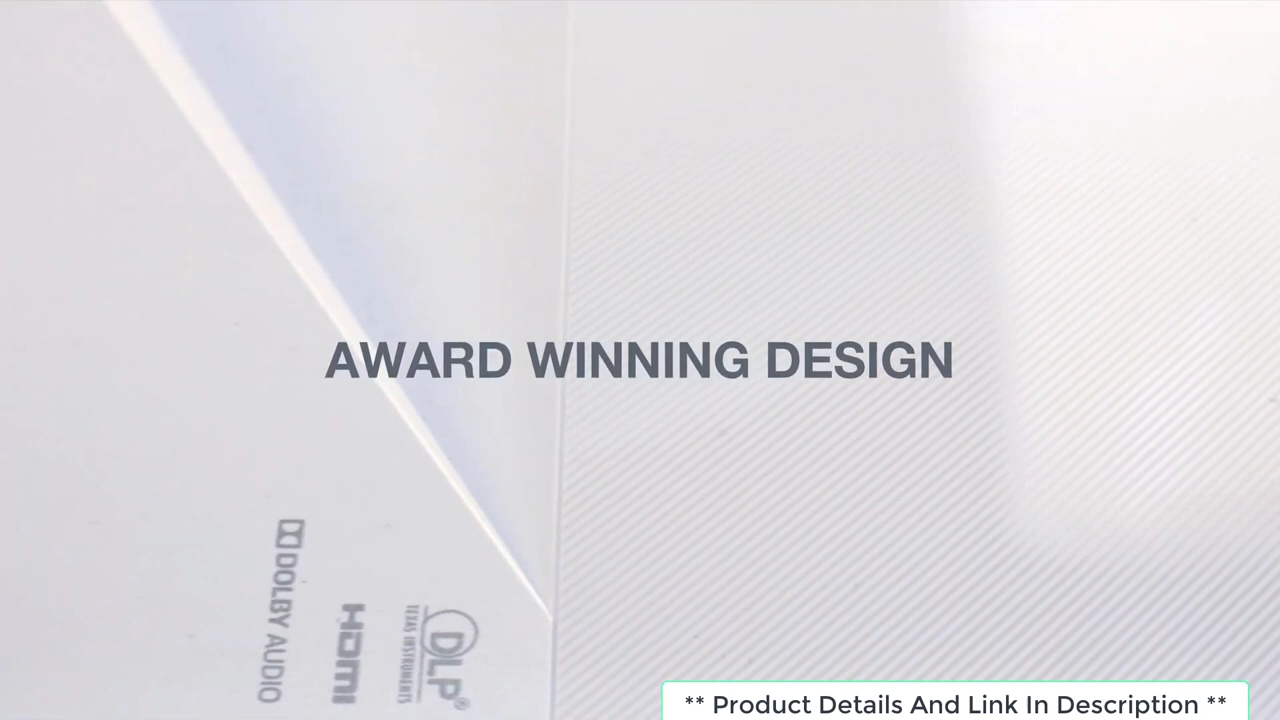 AWARD WINNING DESIGN
DOLBY AUDIO
HDMI
DLP®
TEXAS INSTRUMENTS
** Product Details And Link In Description **